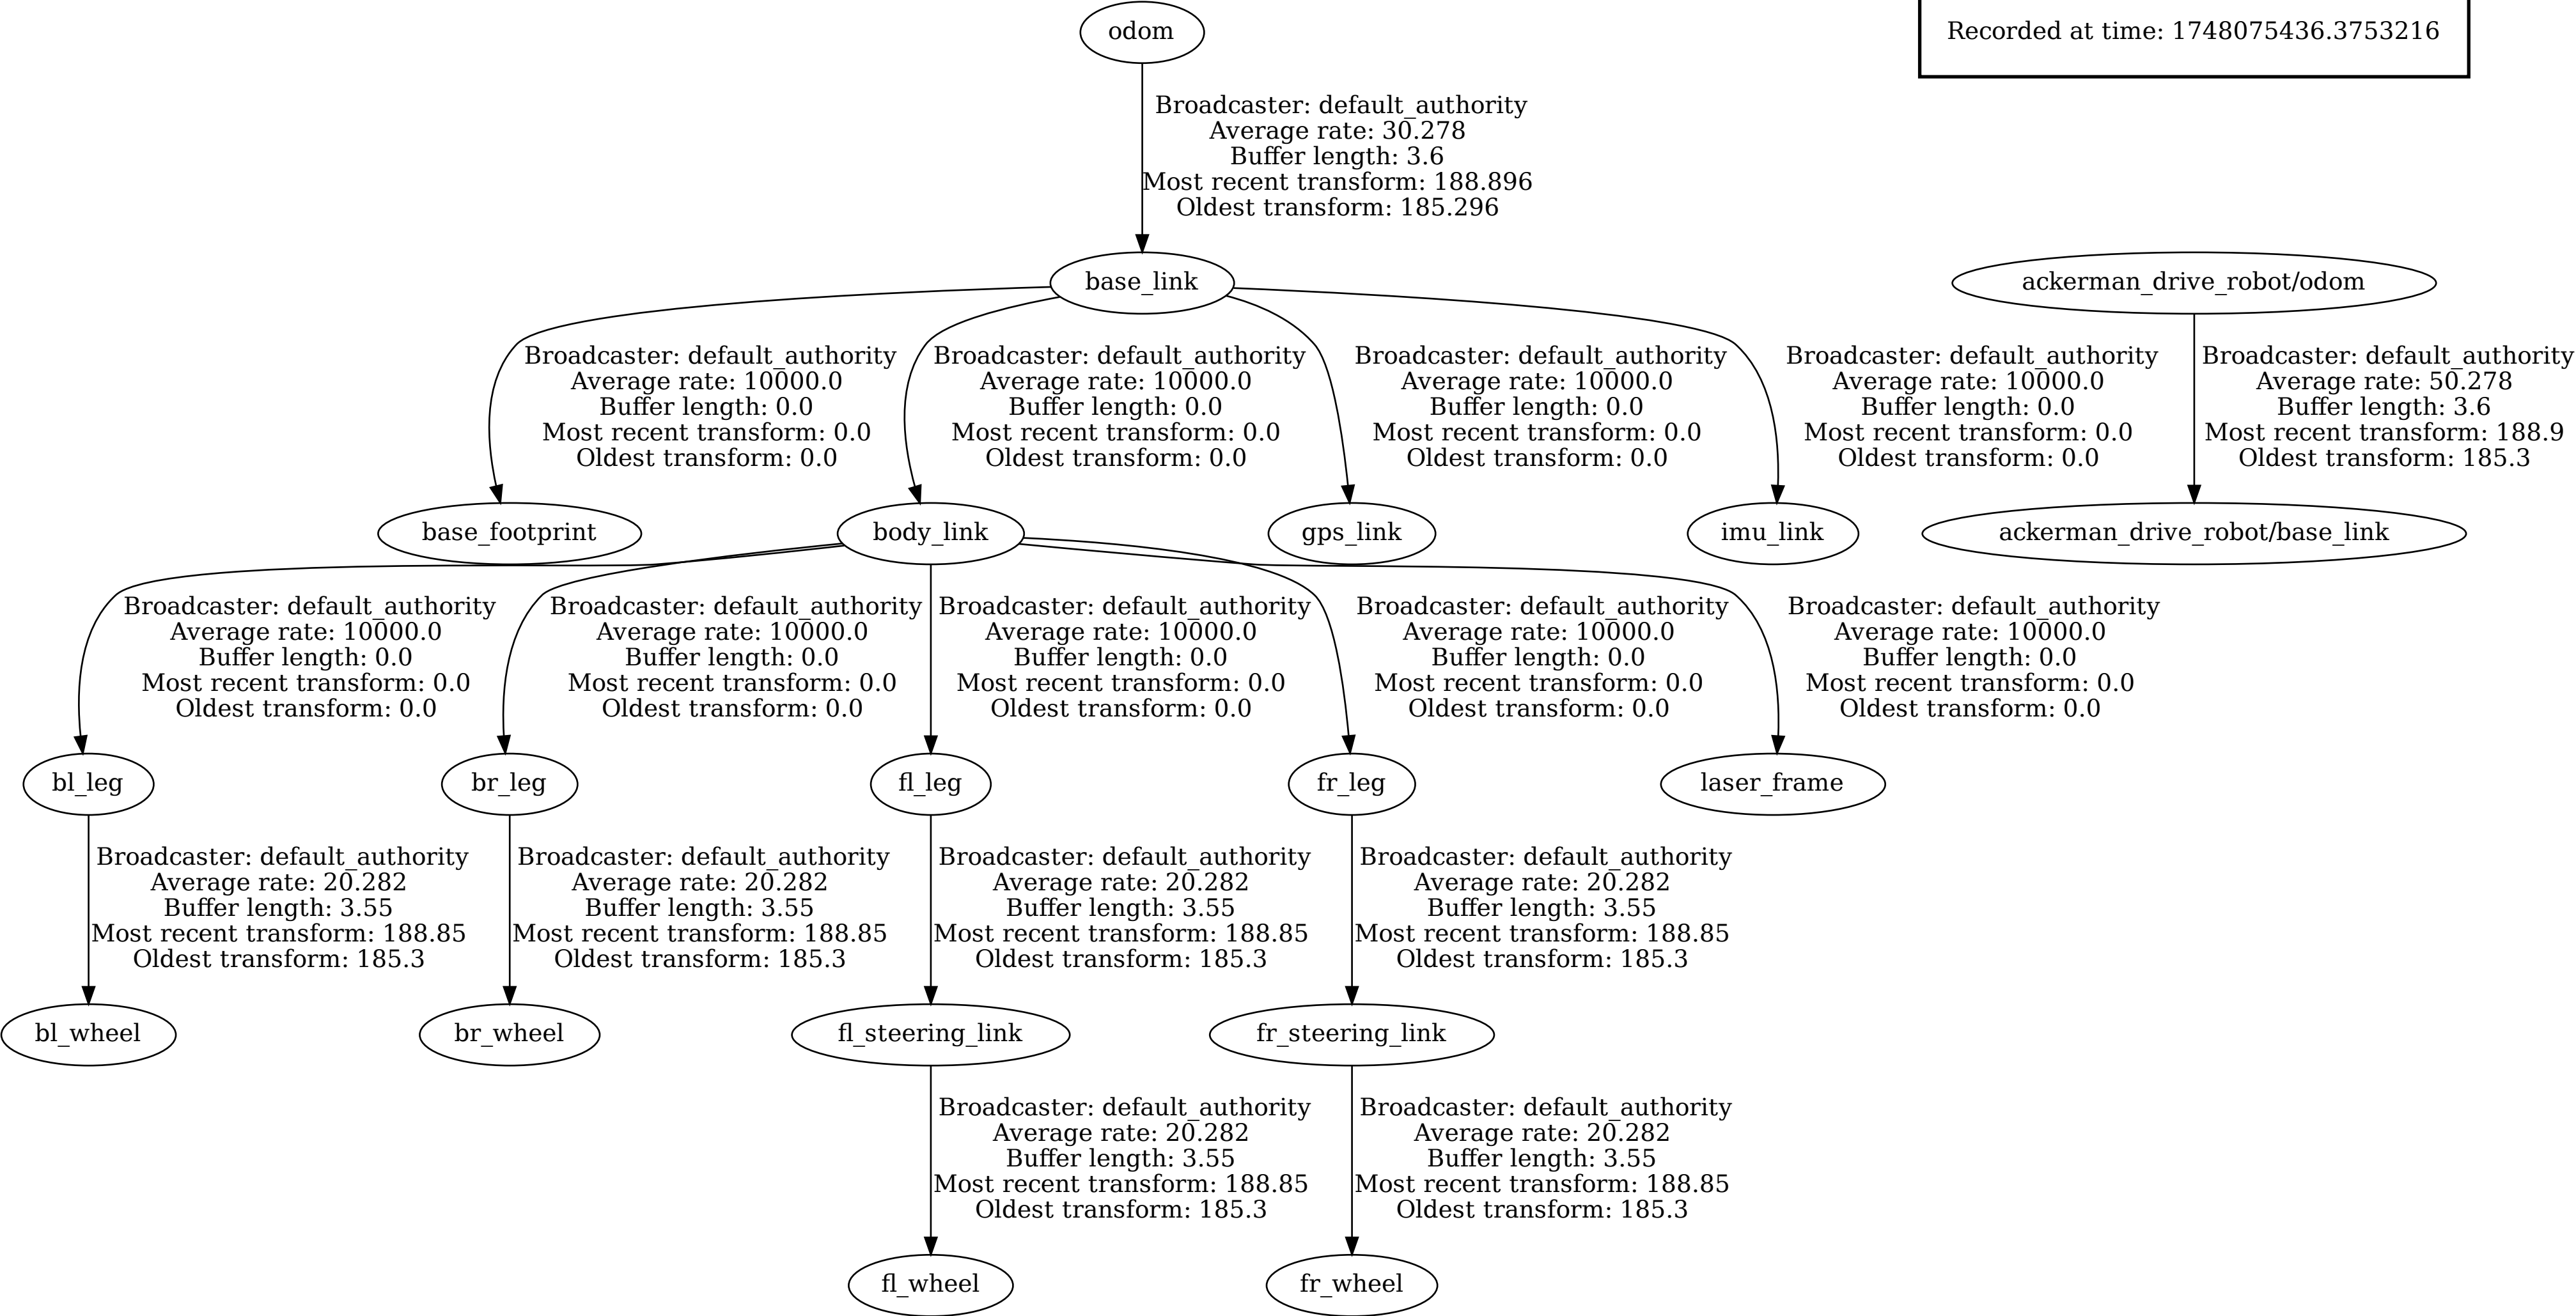 odom
Recorded at time: 1748075436.3753216
Broadcaster: default_authority
Average rate: 30.278
Buffer length: 3.6
Most recent transform: 188.896
Oldest transform: 185.296
base_link
ackerman_drive_robot/odom
Broadcaster: default_authority
Average rate: 10000.0
Buffer length: 0.0
Most recent transform: 0.0
Oldest transform: 0.0
Broadcaster: default_authority
Average rate: 10000.0
Buffer length: 0.0
Most recent transform: 0.0
Oldest transform: 0.0
Broadcaster: default_authority
Average rate: 10000.0
Buffer length: 0.0
Most recent transform: 0.0
Oldest transform: 0.0
Broadcaster: default_authority
Average rate: 10000.0
Buffer length: 0.0
Most recent transform: 0.0
Oldest transform: 0.0
Broadcaster: default_authority
Average rate: 50.278
Buffer length: 3.6
Most recent transform: 188.9
Oldest transform: 185.3
base_footprint
body_link
gps_link
imu_link
ackerman_drive_robot/base_link
Broadcaster: default_authority
Average rate: 10000.0
Buffer length: 0.0
Most recent transform: 0.0
Oldest transform: 0.0
Broadcaster: default_authority
Average rate: 10000.0
Buffer length: 0.0
Most recent transform: 0.0
Oldest transform: 0.0
Broadcaster: default_authority
Average rate: 10000.0
Buffer length: 0.0
Most recent transform: 0.0
Oldest transform: 0.0
Broadcaster: default_authority
Average rate: 10000.0
Buffer length: 0.0
Most recent transform: 0.0
Oldest transform: 0.0
Broadcaster: default_authority
Average rate: 10000.0
Buffer length: 0.0
Most recent transform: 0.0
Oldest transform: 0.0
bl_leg
br_leg
fl_leg
fr_leg
laser_frame
Broadcaster: default_authority
Average rate: 20.282
Buffer length: 3.55
Most recent transform: 188.85
Oldest transform: 185.3
Broadcaster: default_authority
Average rate: 20.282
Buffer length: 3.55
Most recent transform: 188.85
Oldest transform: 185.3
Broadcaster: default_authority
Average rate: 20.282
Buffer length: 3.55
Most recent transform: 188.85
Oldest transform: 185.3
Broadcaster: default_authority
Average rate: 20.282
Buffer length: 3.55
Most recent transform: 188.85
Oldest transform: 185.3
bl_wheel
br_wheel
fl_steering_link
fr_steering_link
Broadcaster: default_authority
Average rate: 20.282
Buffer length: 3.55
Most recent transform: 188.85
Oldest transform: 185.3
Broadcaster: default_authority
Average rate: 20.282
Buffer length: 3.55
Most recent transform: 188.85
Oldest transform: 185.3
fl_wheel
fr_wheel